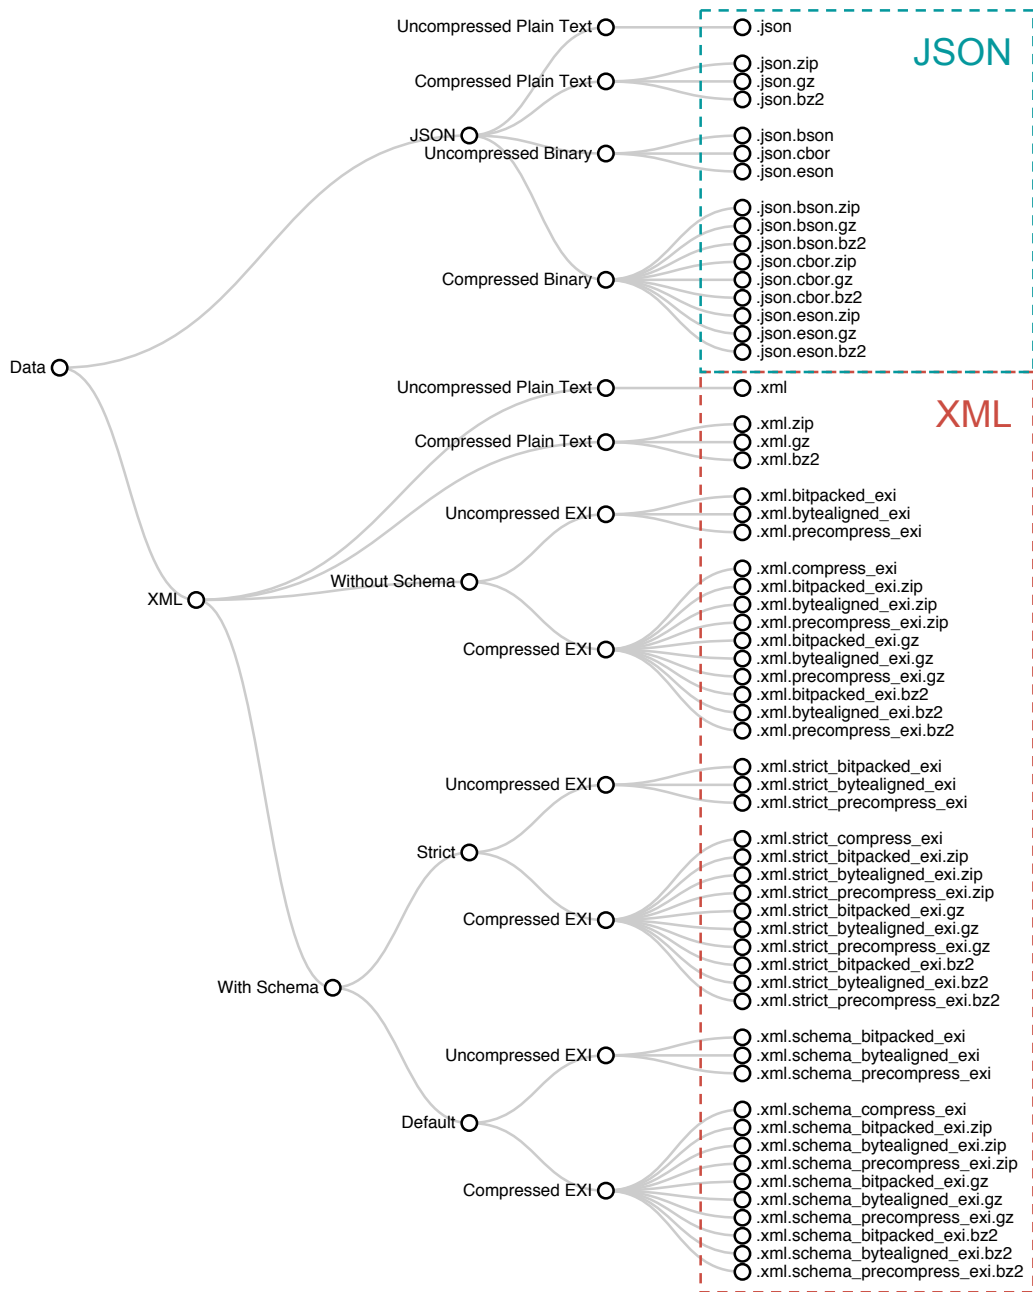 Uncompressed Plain Text
.json
JSON
.json.zip
Compressed Plain Text
.json.gz
.json.bz2
JSON
.json.bson
Uncompressed Binary
.json.cbor
.json.eson
.json.bson.zip
.json.bson.gz
.json.bson.bz2
.json.cbor.zip
Compressed Binary
.json.cbor.gz
.json.cbor.bz2
.json.eson.zip
.json.eson.gz
.json.eson.bz2
Data
Uncompressed Plain Text
.xml
XML
.xml.zip
Compressed Plain Text
.xml.gz
.xml.bz2
.xml.bitpacked_exi
Uncompressed EXI
.xml.bytealigned_exi
.xml.precompress_exi
.xml.compress_exi
Without Schema
.xml.bitpacked_exi.zip
XML
.xml.bytealigned_exi.zip
.xml.precompress_exi.zip
.xml.bitpacked_exi.gz
Compressed EXI
.xml.bytealigned_exi.gz
.xml.precompress_exi.gz
.xml.bitpacked_exi.bz2
.xml.bytealigned_exi.bz2
.xml.precompress_exi.bz2
.xml.strict_bitpacked_exi
Uncompressed EXI
.xml.strict_bytealigned_exi
.xml.strict_precompress_exi
.xml.strict_compress_exi
Strict
.xml.strict_bitpacked_exi.zip
.xml.strict_bytealigned_exi.zip
.xml.strict_precompress_exi.zip
.xml.strict_bitpacked_exi.gz
Compressed EXI
.xml.strict_bytealigned_exi.gz
.xml.strict_precompress_exi.gz
.xml.strict_bitpacked_exi.bz2
.xml.strict_bytealigned_exi.bz2
With Schema
.xml.strict_precompress_exi.bz2
.xml.schema_bitpacked_exi
Uncompressed EXI
.xml.schema_bytealigned_exi
.xml.schema_precompress_exi
.xml.schema_compress_exi
Default
.xml.schema_bitpacked_exi.zip
.xml.schema_bytealigned_exi.zip
.xml.schema_precompress_exi.zip
.xml.schema_bitpacked_exi.gz
Compressed EXI
.xml.schema_bytealigned_exi.gz
.xml.schema_precompress_exi.gz
.xml.schema_bitpacked_exi.bz2
.xml.schema_bytealigned_exi.bz2
.xml.schema_precompress_exi.bz2